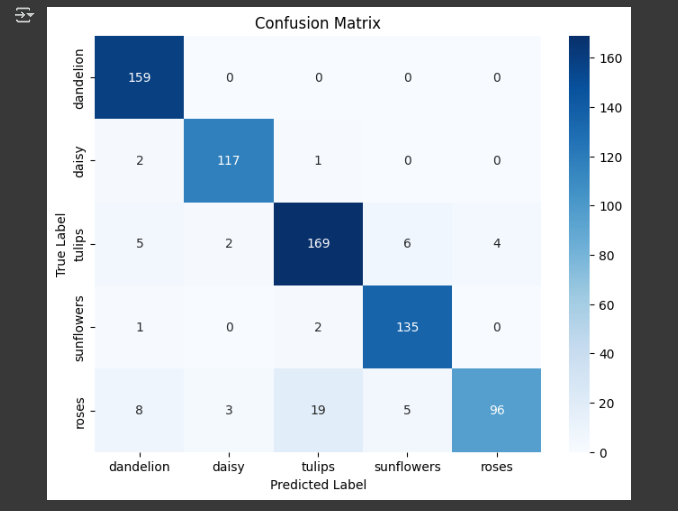 Confusion Matrix
dandelion 159 0 0 0 0
daisy 2 117 1 0 0
tulips 5 2 169 6 4
sunflowers 1 0 2 135 0
roses 8 3 19 5 96
True Label
dandelion daisy tulips sunflowers roses
Predicted Label
160
140
120
100
80
60
40
20
0